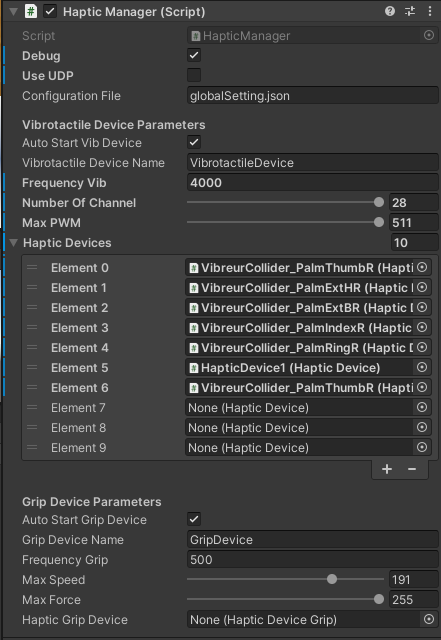 Haptic Manager (Script)
Script # HapticManager
Debug
Use UDP
Configuration File globalSetting.json
Vibrotactile Device Parameters
Auto Start Vib Device
Vibrotactile Device Name VibrotactileDevice
Frequency Vib 4000
Number Of Channel 28
Max PWM 511
Haptic Devices 10
Element 0 # VibreurCollider_PalmThumbR (Hapti
Element 1 # VibreurCollider_PalmExtHR (Haptic
Element 2 # VibreurCollider_PalmExtBR (Haptic D
Element 3 # VibreurCollider_PalmIndexR (Haptic
Element 4 # VibreurCollider_PalmRingR (Haptic D
Element 5 # HapticDevice1 (Haptic Device)
Element 6 # VibreurCollider_PalmThumbR (Hapti
Element 7 None (Haptic Device)
Element 8 None (Haptic Device)
Element 9 None (Haptic Device)
+ −
Grip Device Parameters
Auto Start Grip Device
Grip Device Name GripDevice
Frequency Grip 500
Max Speed 191
Max Force 255
Haptic Grip Device None (Haptic Device Grip)